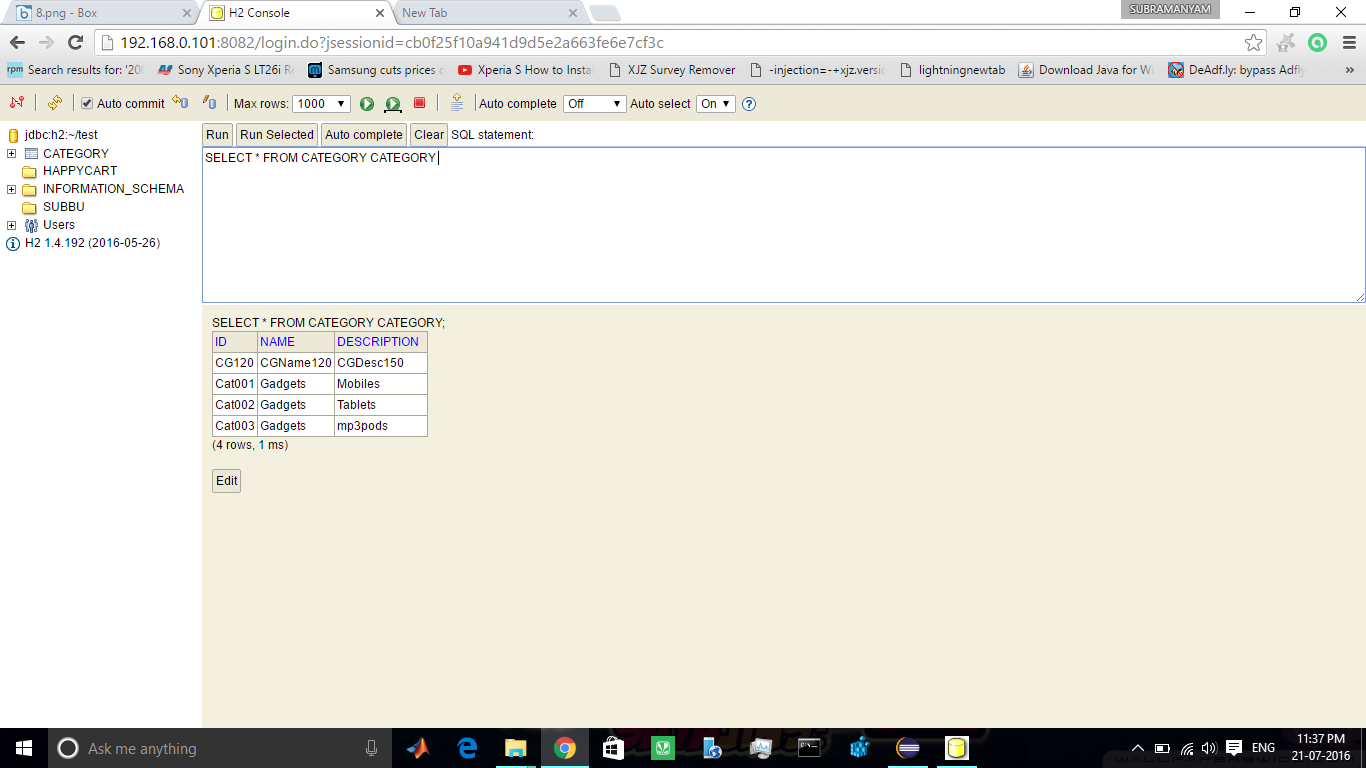 8.png - Box
H2 Console
New Tab
SUBRAMANYAM
192.168.0.101:8082/login.do?jsessionid=cb0f25f10a941d9d5e2a663fe6e7cf3c
rpm Search results for: '200 Sony Xperia S LT26i R Samsung cuts prices Xperia S How to Insta XJZ Survey Remover -injection=-+xjz.versi lightningnewtab Download Java for Wi DeAdf.ly: bypass Adfly »
Auto commit Max rows: 1000 Auto complete Off Auto select On
jdbc:h2:~/test
CATEGORY
HAPPYCART
INFORMATION_SCHEMA
SUBBU
Users
H2 1.4.192 (2016-05-26)
Run Run Selected Auto complete Clear SQL statement:
SELECT * FROM CATEGORY CATEGORY
SELECT * FROM CATEGORY CATEGORY;
ID NAME DESCRIPTION
CG120 CGName120 CGDesc150
Cat001 Gadgets Mobiles
Cat002 Gadgets Tablets
Cat003 Gadgets mp3pods
(4 rows, 1 ms)
Edit
Ask me anything
ENG
11:37 PM
21-07-2016